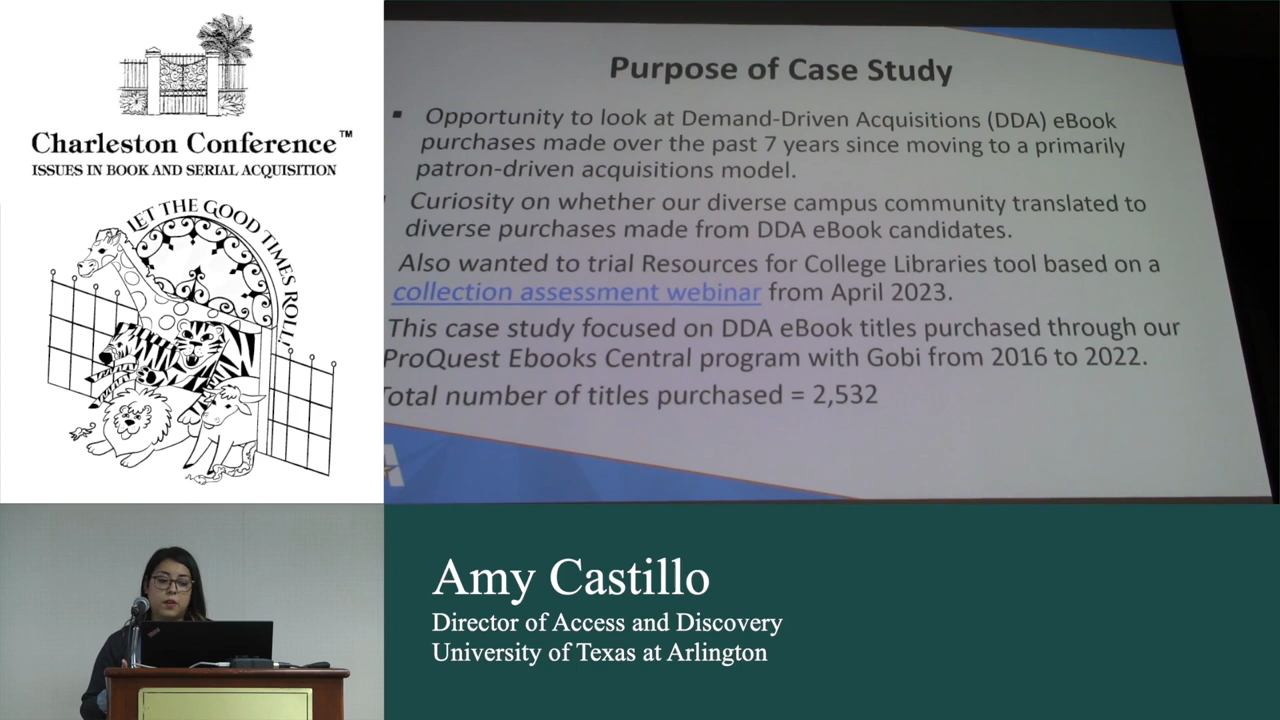 Charleston Conference™
ISSUES IN BOOK AND SERIAL ACQUISITION
LET THE GOOD TIMES ROLL!
Purpose of Case Study
▪ Opportunity to look at Demand-Driven Acquisitions (DDA) eBook
purchases made over the past 7 years since moving to a primarily
patron-driven acquisitions model.
Curiosity on whether our diverse campus community translated to
diverse purchases made from DDA eBook candidates.
Also wanted to trial Resources for College Libraries tool based on a
collection assessment webinar from April 2023.
This case study focused on DDA eBook titles purchased through our
ProQuest Ebooks Central program with Gobi from 2016 to 2022.
Total number of titles purchased = 2,532
A
Amy Castillo
Director of Access and Discovery
University of Texas at Arlington